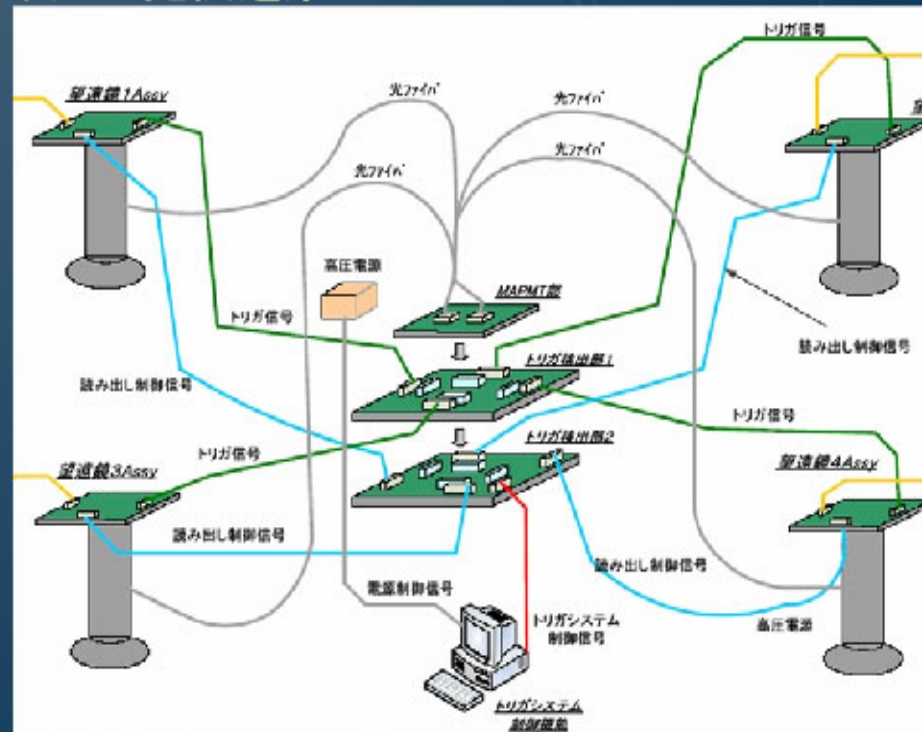 トリガ信号
望遠鏡1Assy
光ファイバ
光ファイバ
光ファイバ
光ファイバ
高圧電源
MAPMT部
トリガ信号
トリガ検出部1
読み出し制御信号
読み出し制御信号
トリガ信号
トリガ信号
トリガ検出部2
望遠鏡3Assy
望遠鏡4Assy
読み出し制御信号
読み出し制御信号
電源制御信号
トリガシステム
制御信号
高圧電源
トリガシステム
制御機能